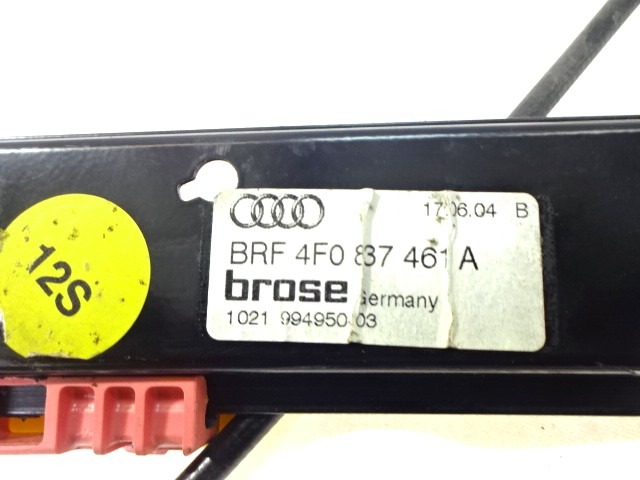 17.06.04 B
BRF 4F0 837 461 A
brose Germany
1021 994950-03
12S